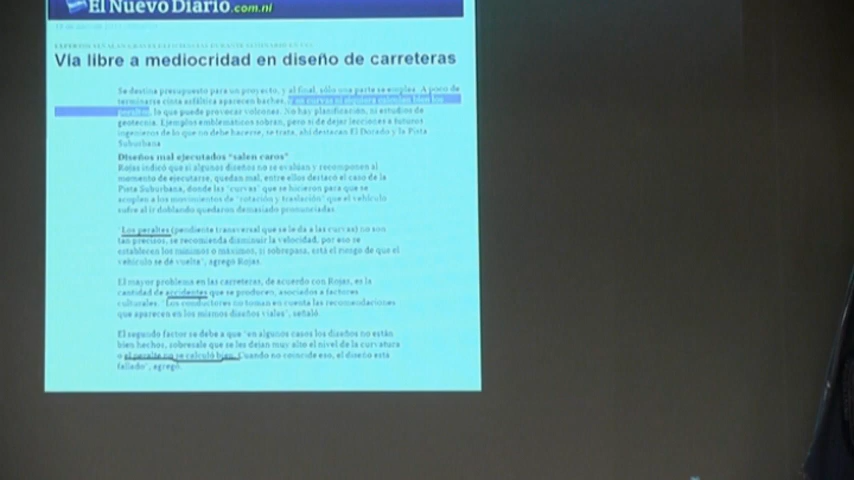 El Nuevo Diario.com.ni
Vía libre a mediocridad en diseño de carreteras
Se destina presupuesto para un proyecto, y al final, sólo una parte se emplea. A poco de
terminarse cinta asfáltica aparecen baches, y en curvas ni siquiera calculan bien los
peraltes, lo que puede provocar volcones. No hay planificación, ni estudios de
geotecnia. Ejemplos emblemáticos sobran, pero si de dejar lecciones a futuros
ingenieros de lo que no debe hacerse, se trata, ahí destacan El Dorado y la Pista
Suburbana
Diseños mal ejecutados "salen caros"
Rojas indicó que si algunos diseños no se evalúan y recomponen al
momento de ejecutarse, quedan mal, entre ellos destacó el caso de la
Pista Suburbana, donde las "curvas" que se hicieron para que se
acoplen a los movimientos de "rotación y traslación" que el vehículo
sufre al ir doblando quedaron demasiado pronunciadas.
"Los peraltes (pendiente transversal que se le da a las curvas) no son
tan precisos, se recomienda disminuir la velocidad, por eso se
establecen los mínimos o máximos, si sobrepasa, está el riesgo de que el
vehículo se dé vuelta", agregó Rojas.
El mayor problema en las carreteras, de acuerdo con Rojas, es la
cantidad de accidentes que se producen, asociados a factores
culturales. "Los conductores no toman en cuenta las recomendaciones
que aparecen en los mismos diseños viales", señaló.
El segundo factor se debe a que "en algunos casos los diseños no están
bien hechos, sobresale que se les dejan muy alto el nivel de la curvatura
o el peralte no se calculó bien. Cuando no coincide eso, el diseño está
fallado", agregó.